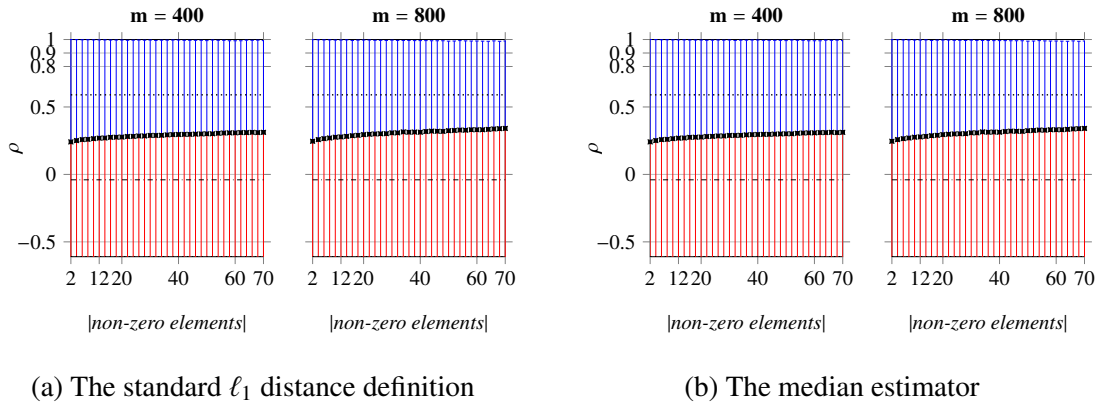 m = 400
m = 800
m = 400
m = 800
1
0.9
0.8
0.5
0
−0.5
ρ
2 12 20 40 60 70
2 12 20 40 60 70
|non-zero elements|
|non-zero elements|
1
0.9
0.8
0.5
0
−0.5
ρ
2 12 20 40 60 70
2 12 20 40 60 70
|non-zero elements|
|non-zero elements|
(a) The standard ℓ1 distance definition
(b) The median estimator